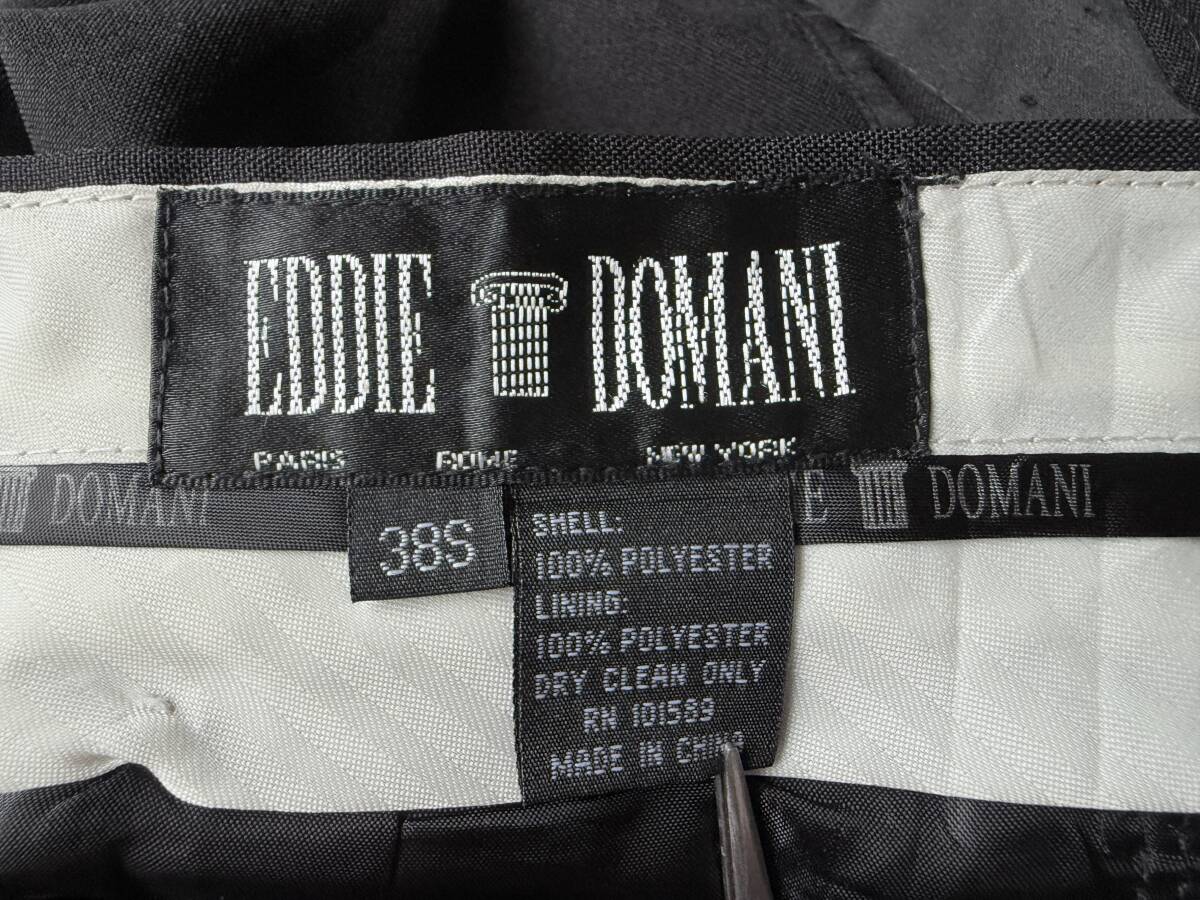 EDDIE DOMANI
PARIS ROME NEW YORK
DOMANI
E DOMANI
38S
SHELL:
100% POLYESTER
LINING:
100% POLYESTER
DRY CLEAN ONLY
RN 101599
MADE IN CHINA